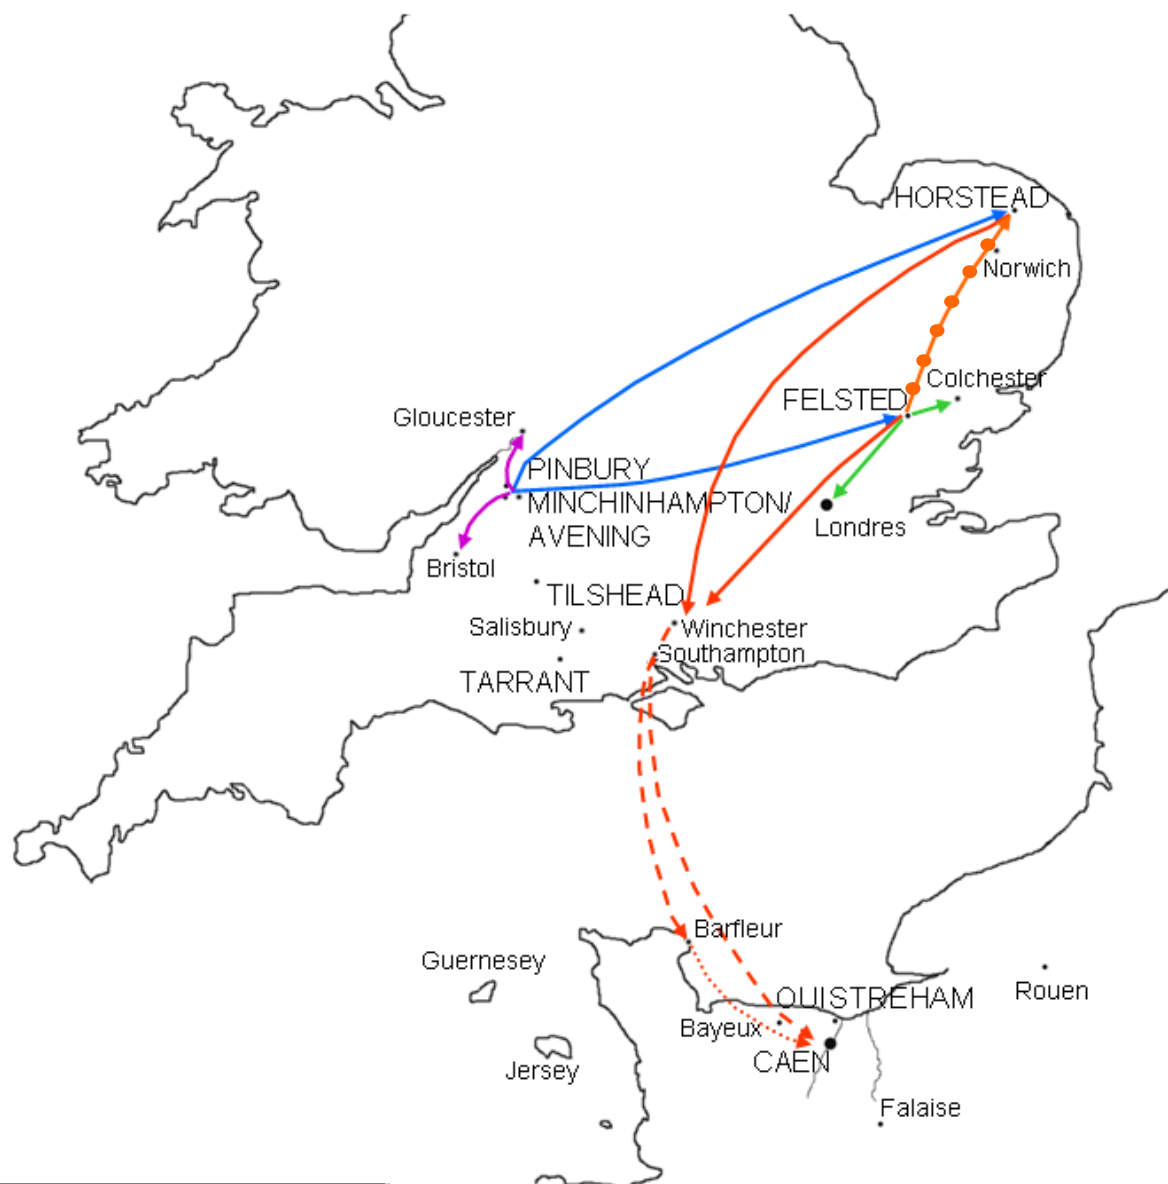 HORSTEAD
Norwich
Colchester
FELSTED
Gloucester
PINBURY
MINCHINHAMPTON/
AVENING
Londres
Bristol
TILSHEAD
Salisbury
Winchester
Southampton
TARRANT
Barfleur
Guernesey
OUISTREHAM
Rouen
Bayeux
CAEN
Jersey
Falaise